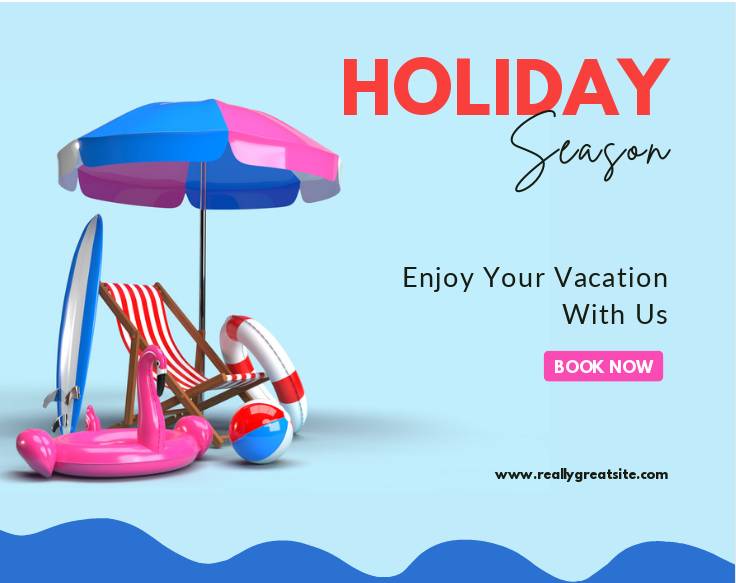 HOLIDAY
Season
Enjoy Your Vacation
With Us
BOOK NOW
www.reallygreatsite.com